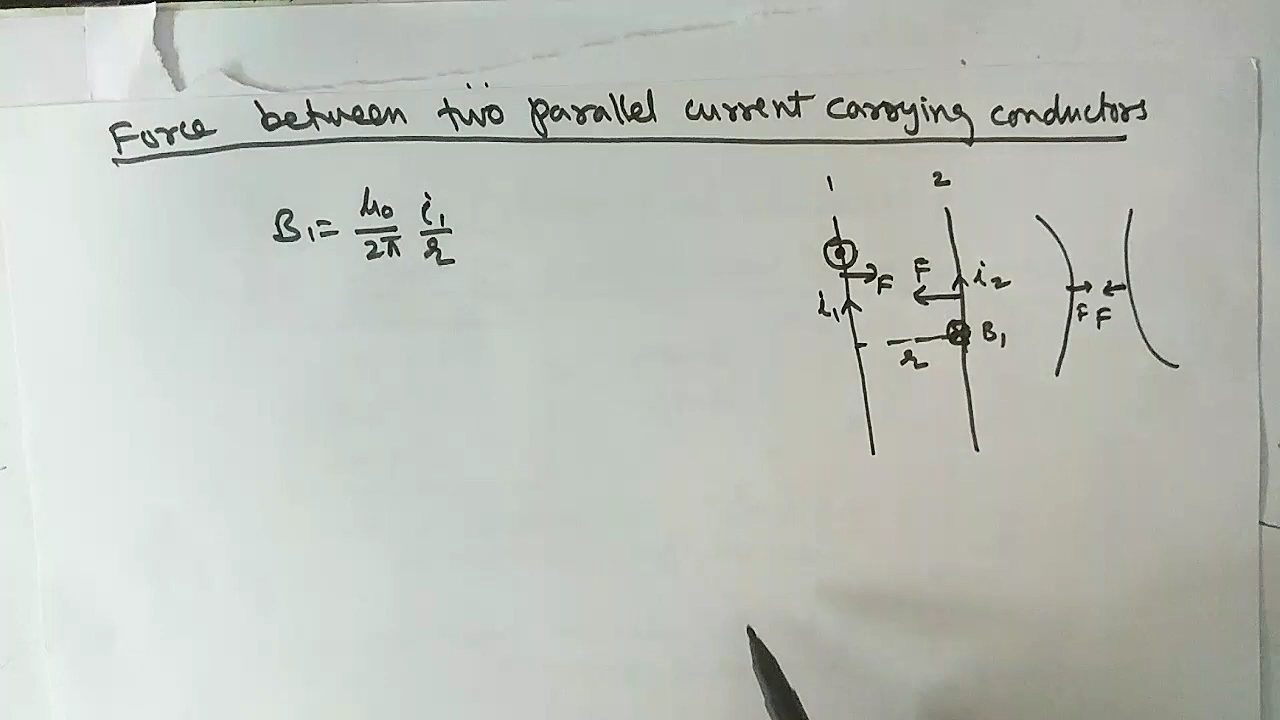 Force between two parallel current carrying conductors
B₁ = μ₀/2π i₁/r
1 2
F F i₂
i₁
B₁
r
F F